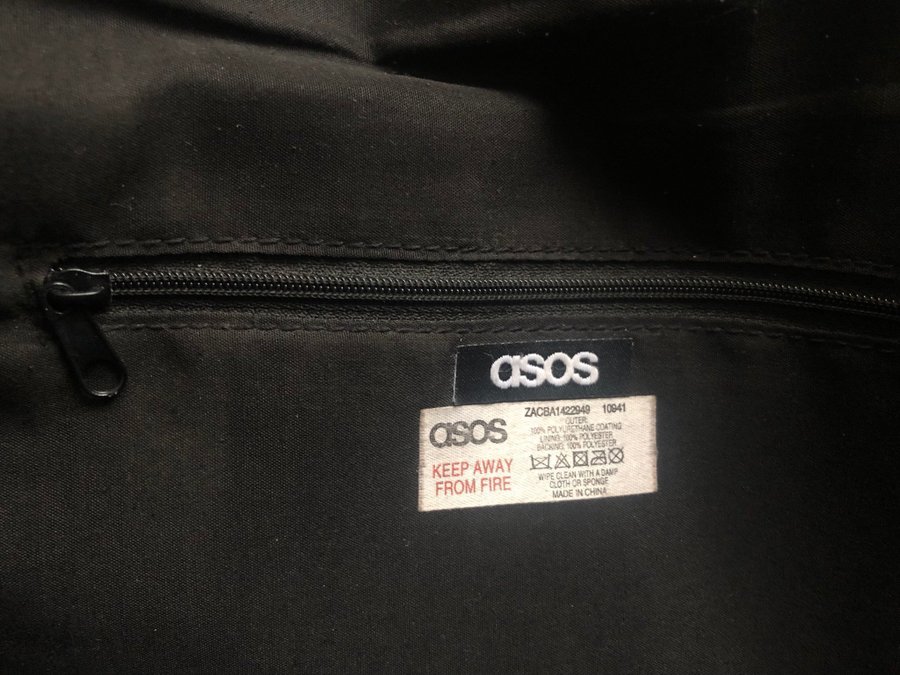 asos
asos
KEEP AWAY
FROM FIRE
ZACBA1422949 10941
OUTER:
100% POLYURETHANE COATING
LINING: 100% POLYESTER
BACKING: 100% POLYESTER
WIPE CLEAN WITH A DAMP
CLOTH OR SPONGE
MADE IN CHINA